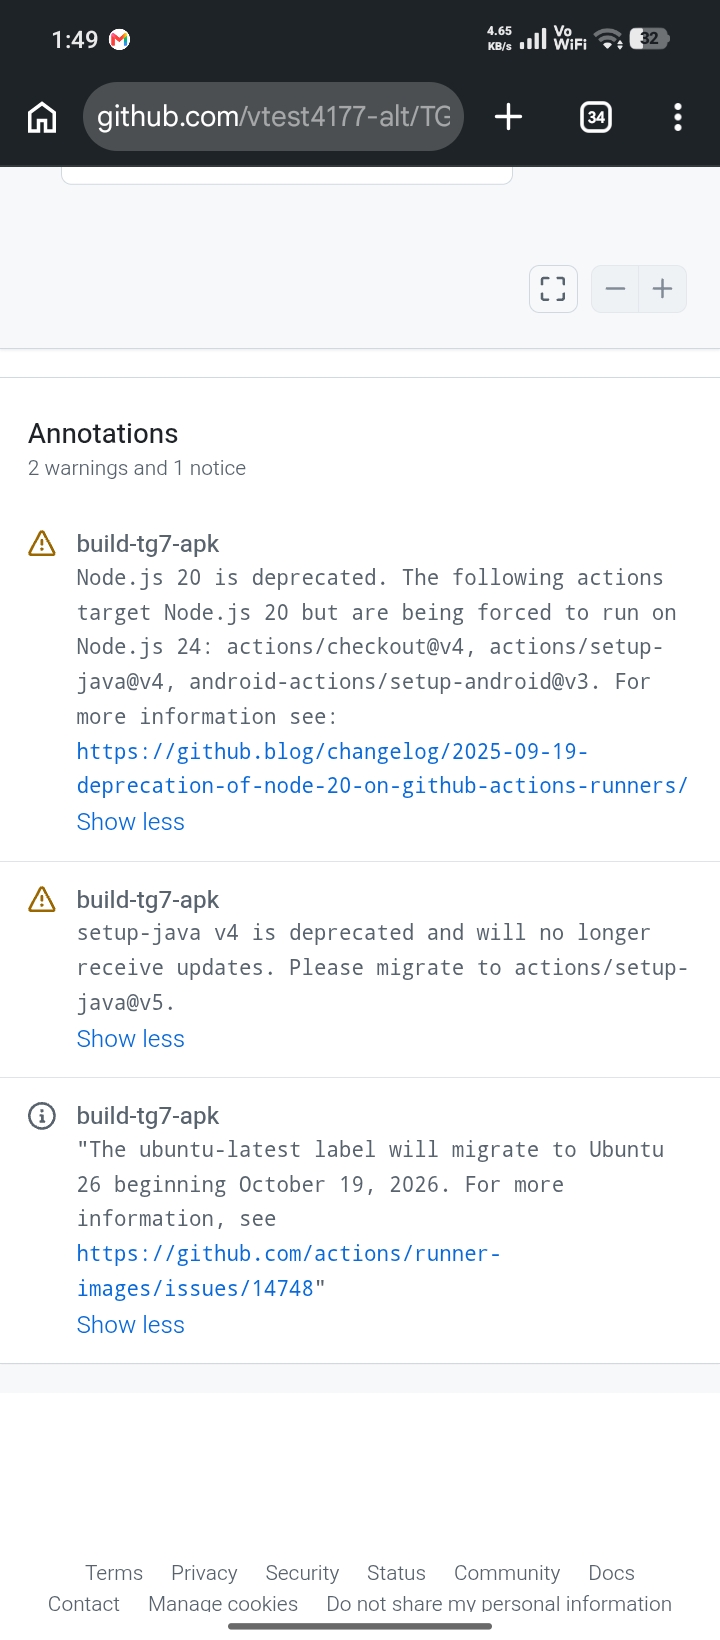 1:49
4.65
KB/s
Vo
WiFi
32
github.com/vtest4177-alt/TG
34
Annotations
2 warnings and 1 notice
build-tg7-apk
Node.js 20 is deprecated. The following actions
target Node.js 20 but are being forced to run on
Node.js 24: actions/checkout@v4, actions/setup-
java@v4, android-actions/setup-android@v3. For
more information see:
https://github.blog/changelog/2025-09-19-
deprecation-of-node-20-on-github-actions-runners/
Show less
build-tg7-apk
setup-java v4 is deprecated and will no longer
receive updates. Please migrate to actions/setup-
java@v5.
Show less
build-tg7-apk
"The ubuntu-latest label will migrate to Ubuntu
26 beginning October 19, 2026. For more
information, see
https://github.com/actions/runner-
images/issues/14748"
Show less
Terms Privacy Security Status Community Docs
Contact Manage cookies Do not share my personal information